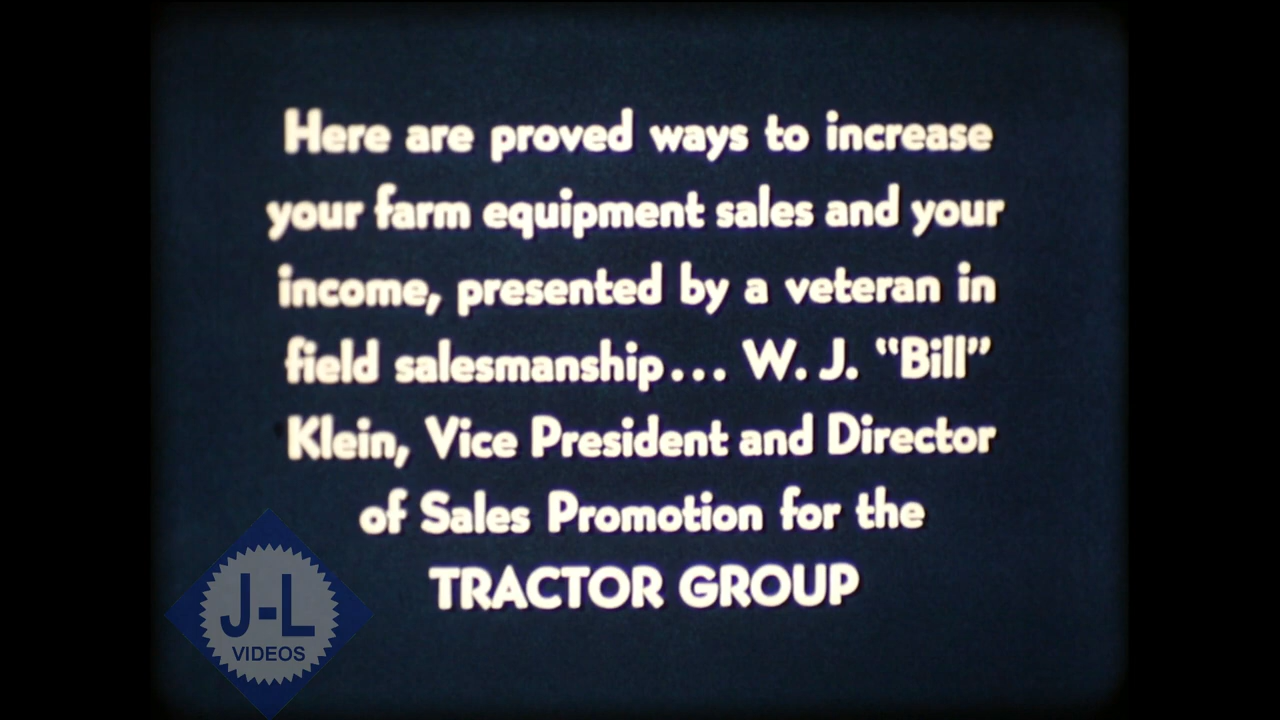 Here are proved ways to increase
your farm equipment sales and your
income, presented by a veteran in
field salesmanship... W. J. “Bill”
Klein, Vice President and Director
of Sales Promotion for the
TRACTOR GROUP
J-L
VIDEOS